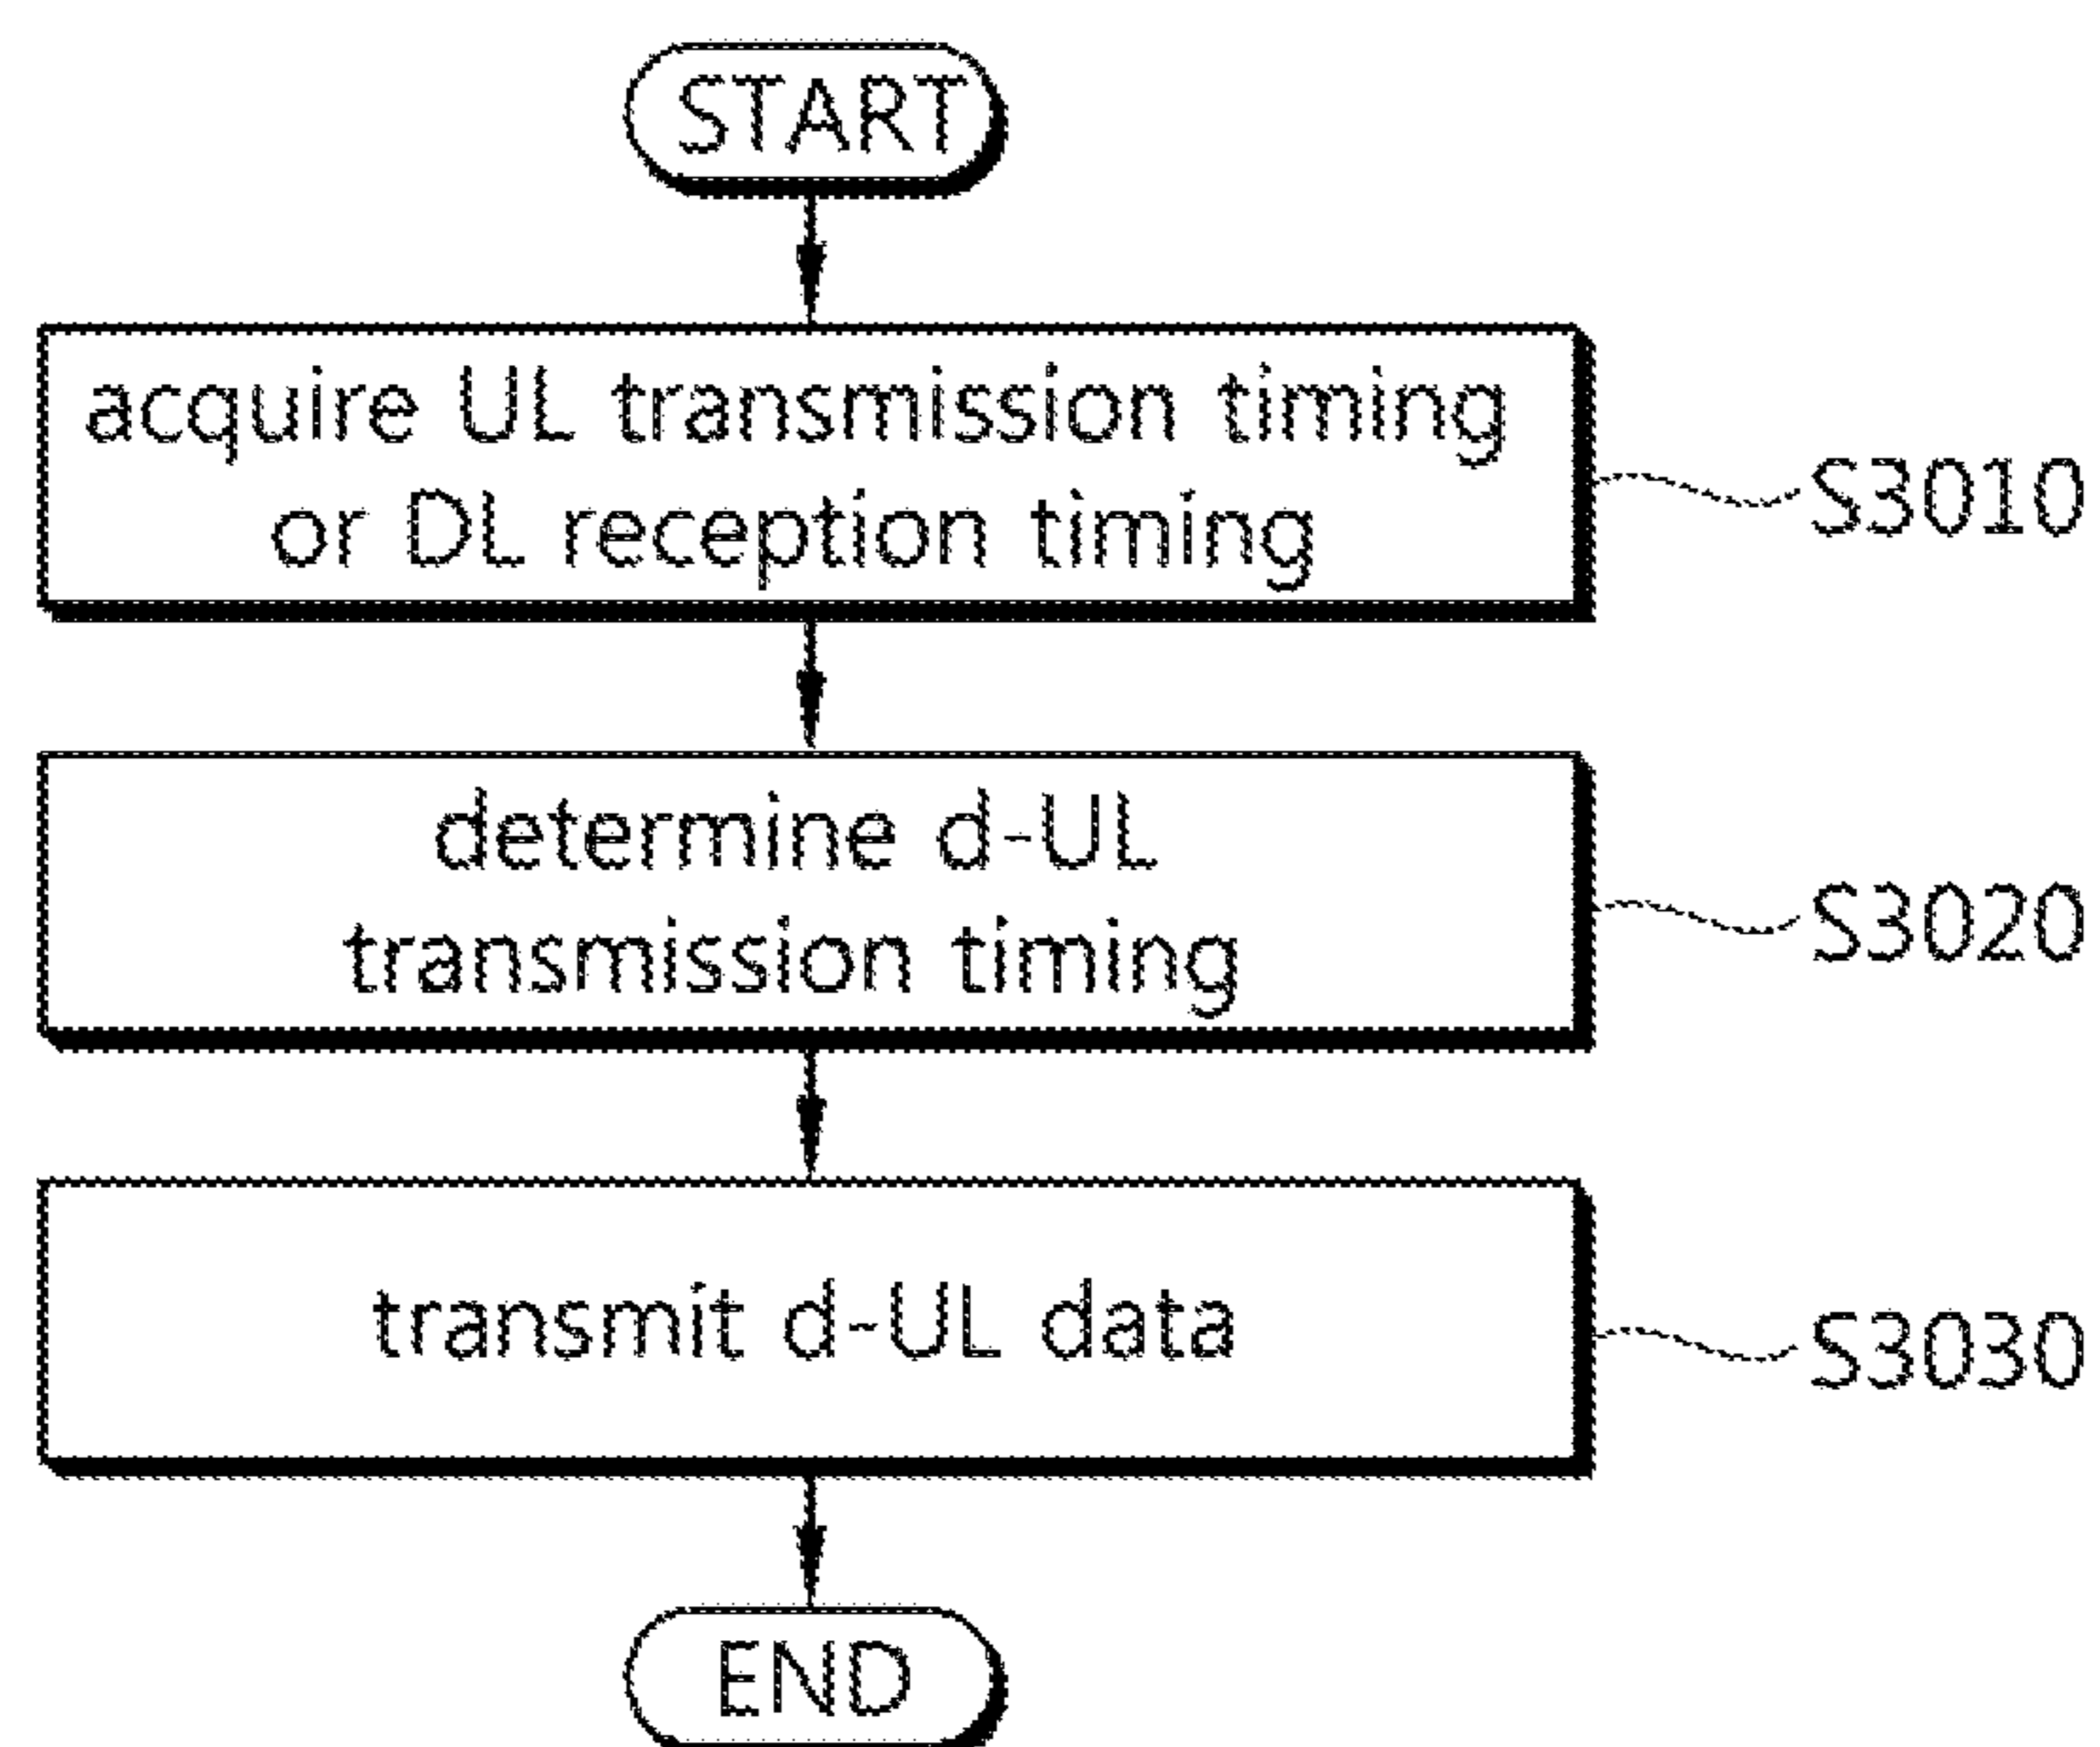 START
acquire UL transmission timing
or DL reception timing
S3010
determine d-UL
transmission timing
S3020
transmit d-UL data
S3030
END